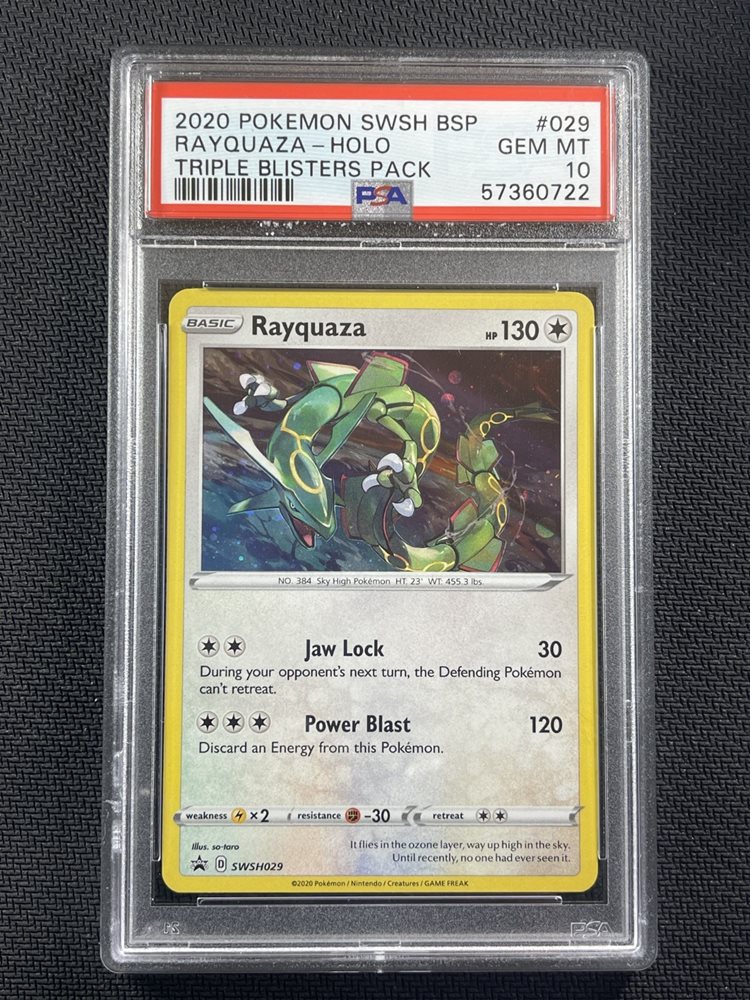 2020 POKEMON SWSH BSP #029
RAYQUAZA - HOLO GEM MT
TRIPLE BLISTERS PACK 10
PSA 57360722
BASIC Rayquaza HP 130
NO. 384 Sky High Pokémon HT: 23' WT: 455.3 lbs.
Jaw Lock 30
During your opponent's next turn, the Defending Pokémon
can't retreat.
Power Blast 120
Discard an Energy from this Pokémon.
weakness ×2 resistance -30 retreat
Illus. so-taro
It flies in the ozone layer, way up high in the sky.
Until recently, no one had ever seen it.
D SWSH029
©2020 Pokémon / Nintendo / Creatures / GAME FREAK
PSA